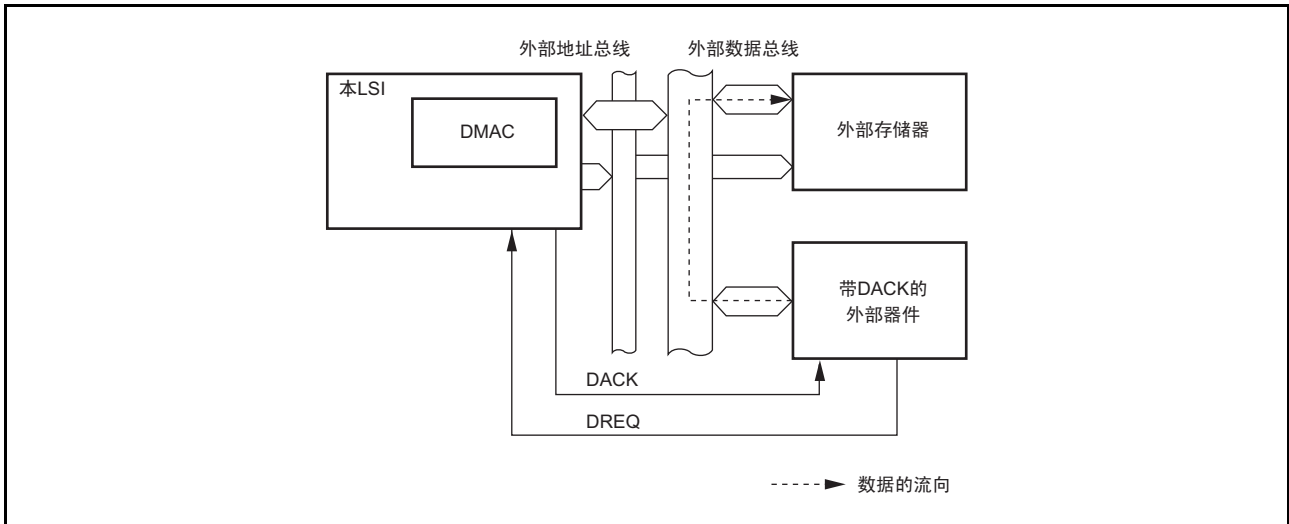 外部地址总线
外部数据总线
本LSI
DMAC
外部存储器
带DACK的
外部器件
DACK
DREQ
数据的流向